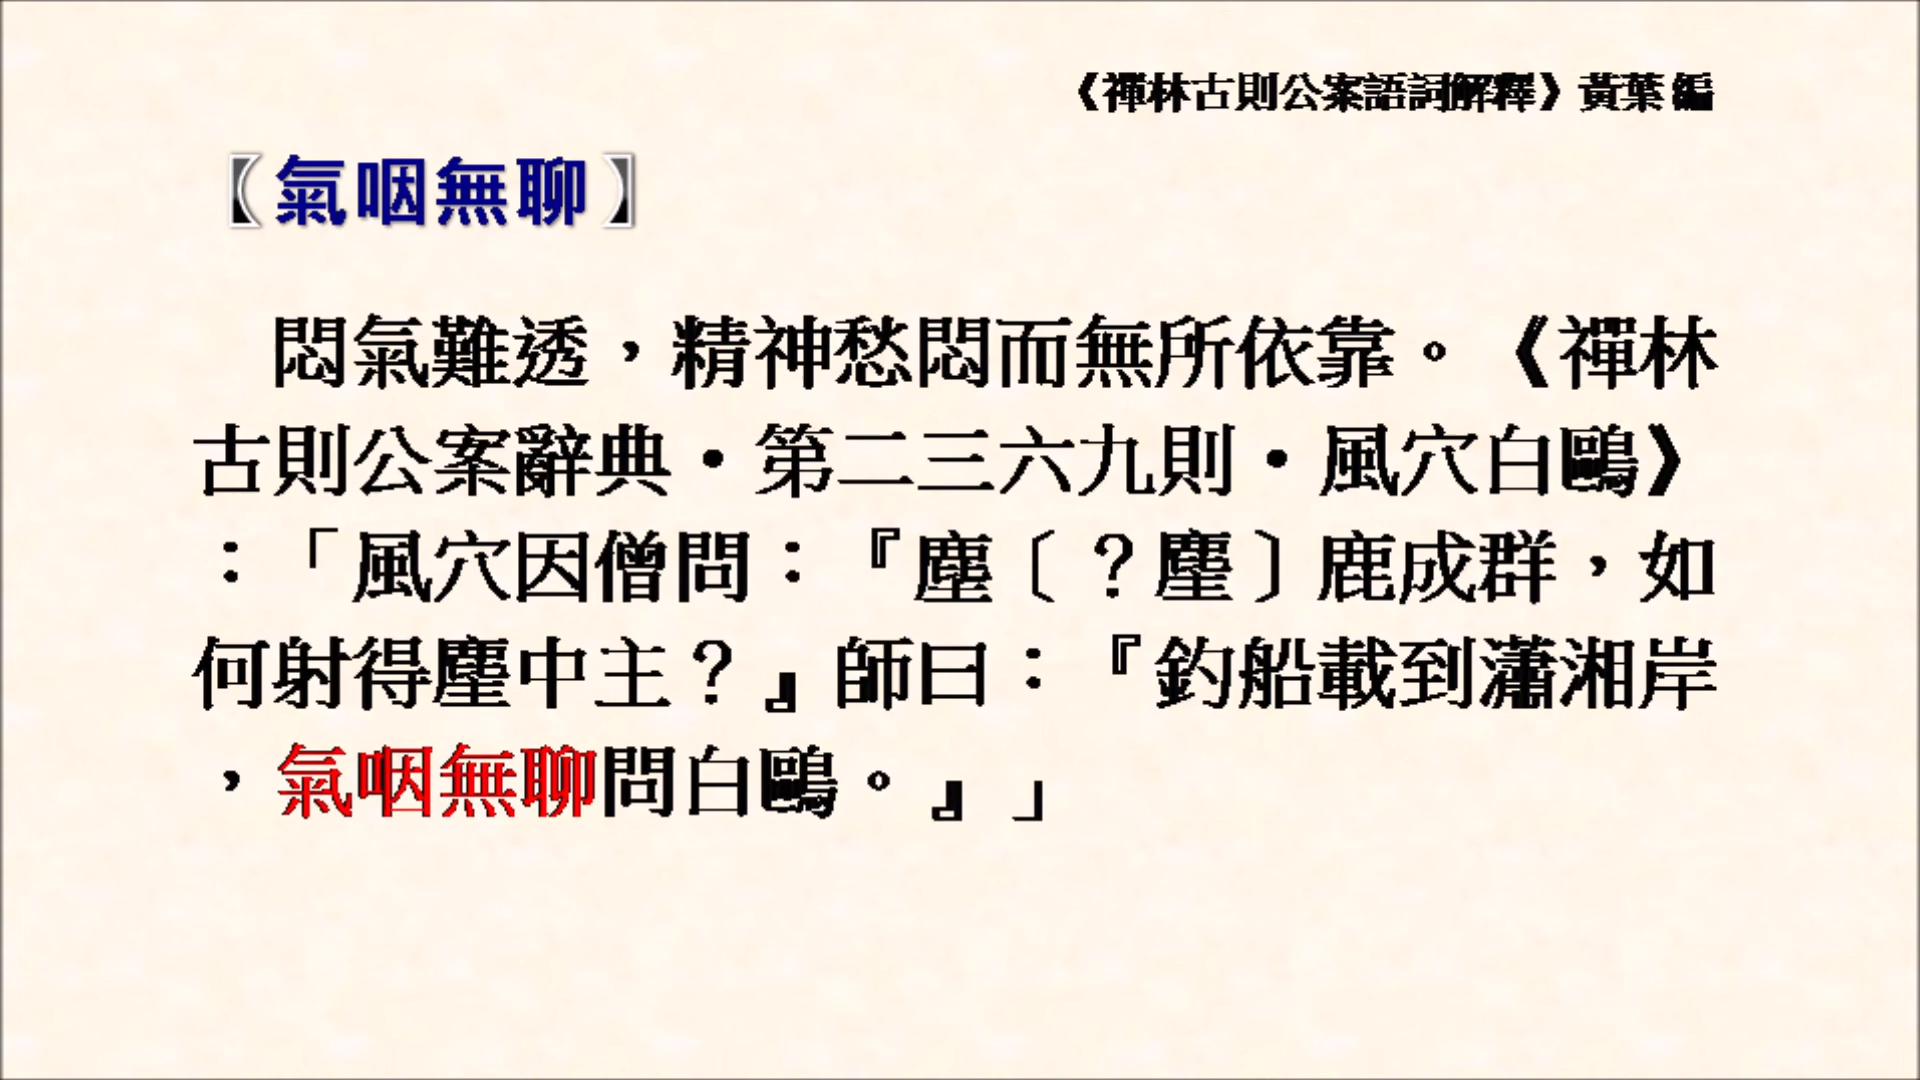 《禪林古則公案語詞解釋》黃葉 編
【氣咽無聊】
悶氣難透，精神愁悶而無所依靠。《禪林
古則公案辭典·第二三六九則·風穴白鷗》
：「風穴因僧問：『塵〔？麈〕鹿成群，如
何射得麈中主？』師曰：『釣船載到瀟湘岸
，氣咽無聊問白鷗。』」